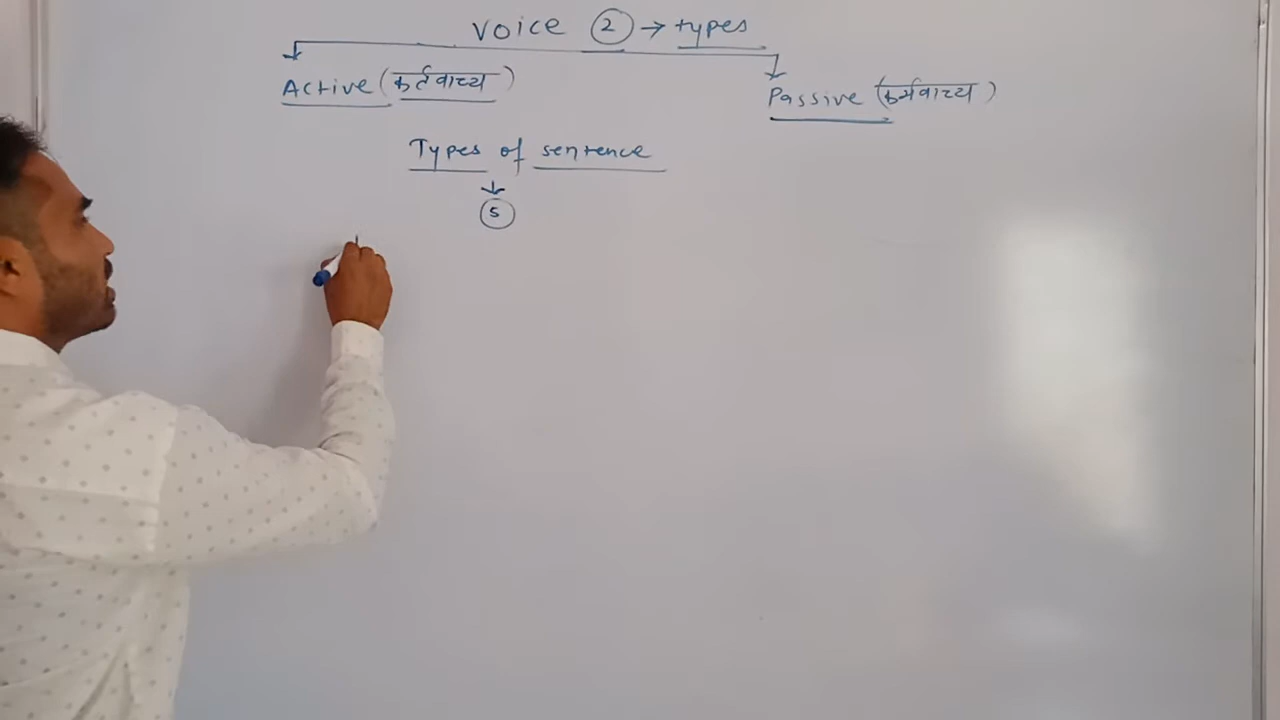 voice ② → types
Active (कर्तवाच्य) Passive (कर्मवाच्य)
Types of sentence
↓
⑤